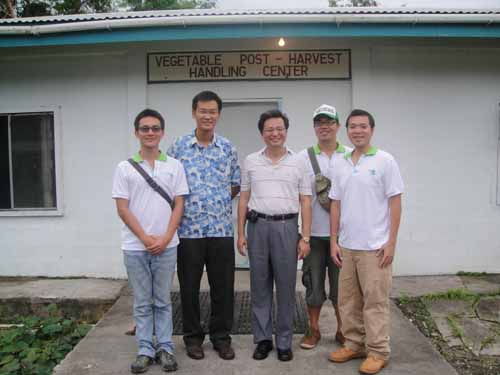 VEGETABLE POST - HARVEST
HANDLING CENTER